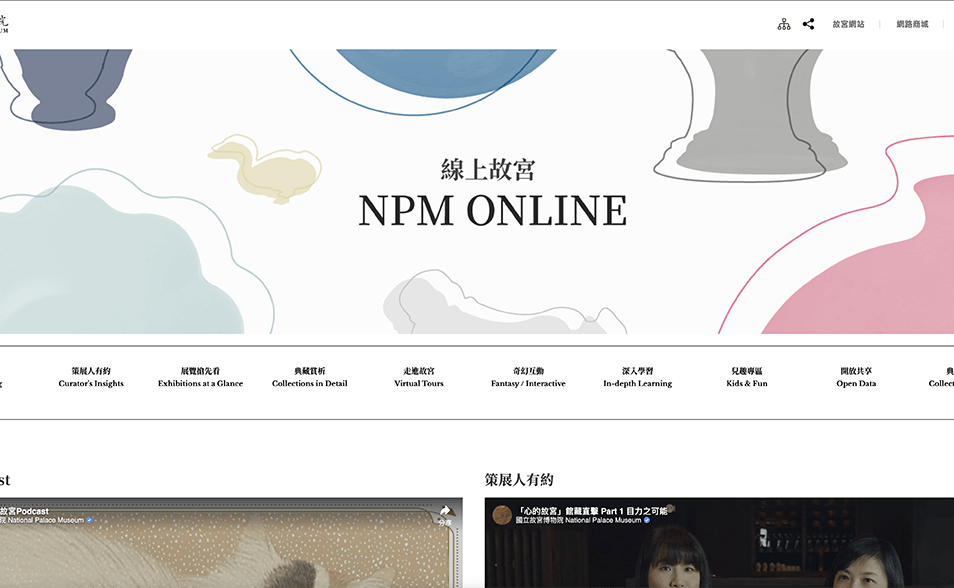 院
UM
故宮網站
網路商城
線上故宮
NPM ONLINE
策展人有約
Curator's Insights
展覽搶先看
Exhibitions at a Glance
典藏賞析
Collections in Detail
走進故宮
Virtual Tours
奇幻互動
Fantasy / Interactive
深入學習
In-depth Learning
兒趣專區
Kids & Fun
開放共享
Open Data
典
Collect
st
策展人有約
故宮Podcast
院 National Palace Museum
分享
「心的故宮」館藏直擊 Part 1 目力之可能
國立故宮博物院 National Palace Museum